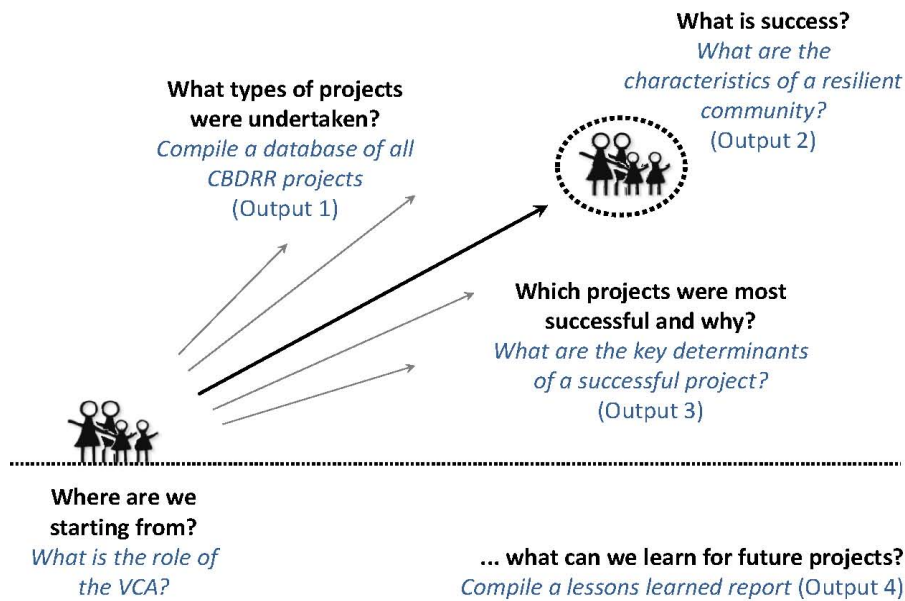 What is success?
What are the
characteristics of a resilient
community?
(Output 2)
What types of projects
were undertaken?
Compile a database of all
CBDRR projects
(Output 1)
Which projects were most
successful and why?
What are the key determinants
of a successful project?
(Output 3)
Where are we
starting from?
What is the role of
the VCA?
... what can we learn for future projects?
Compile a lessons learned report (Output 4)